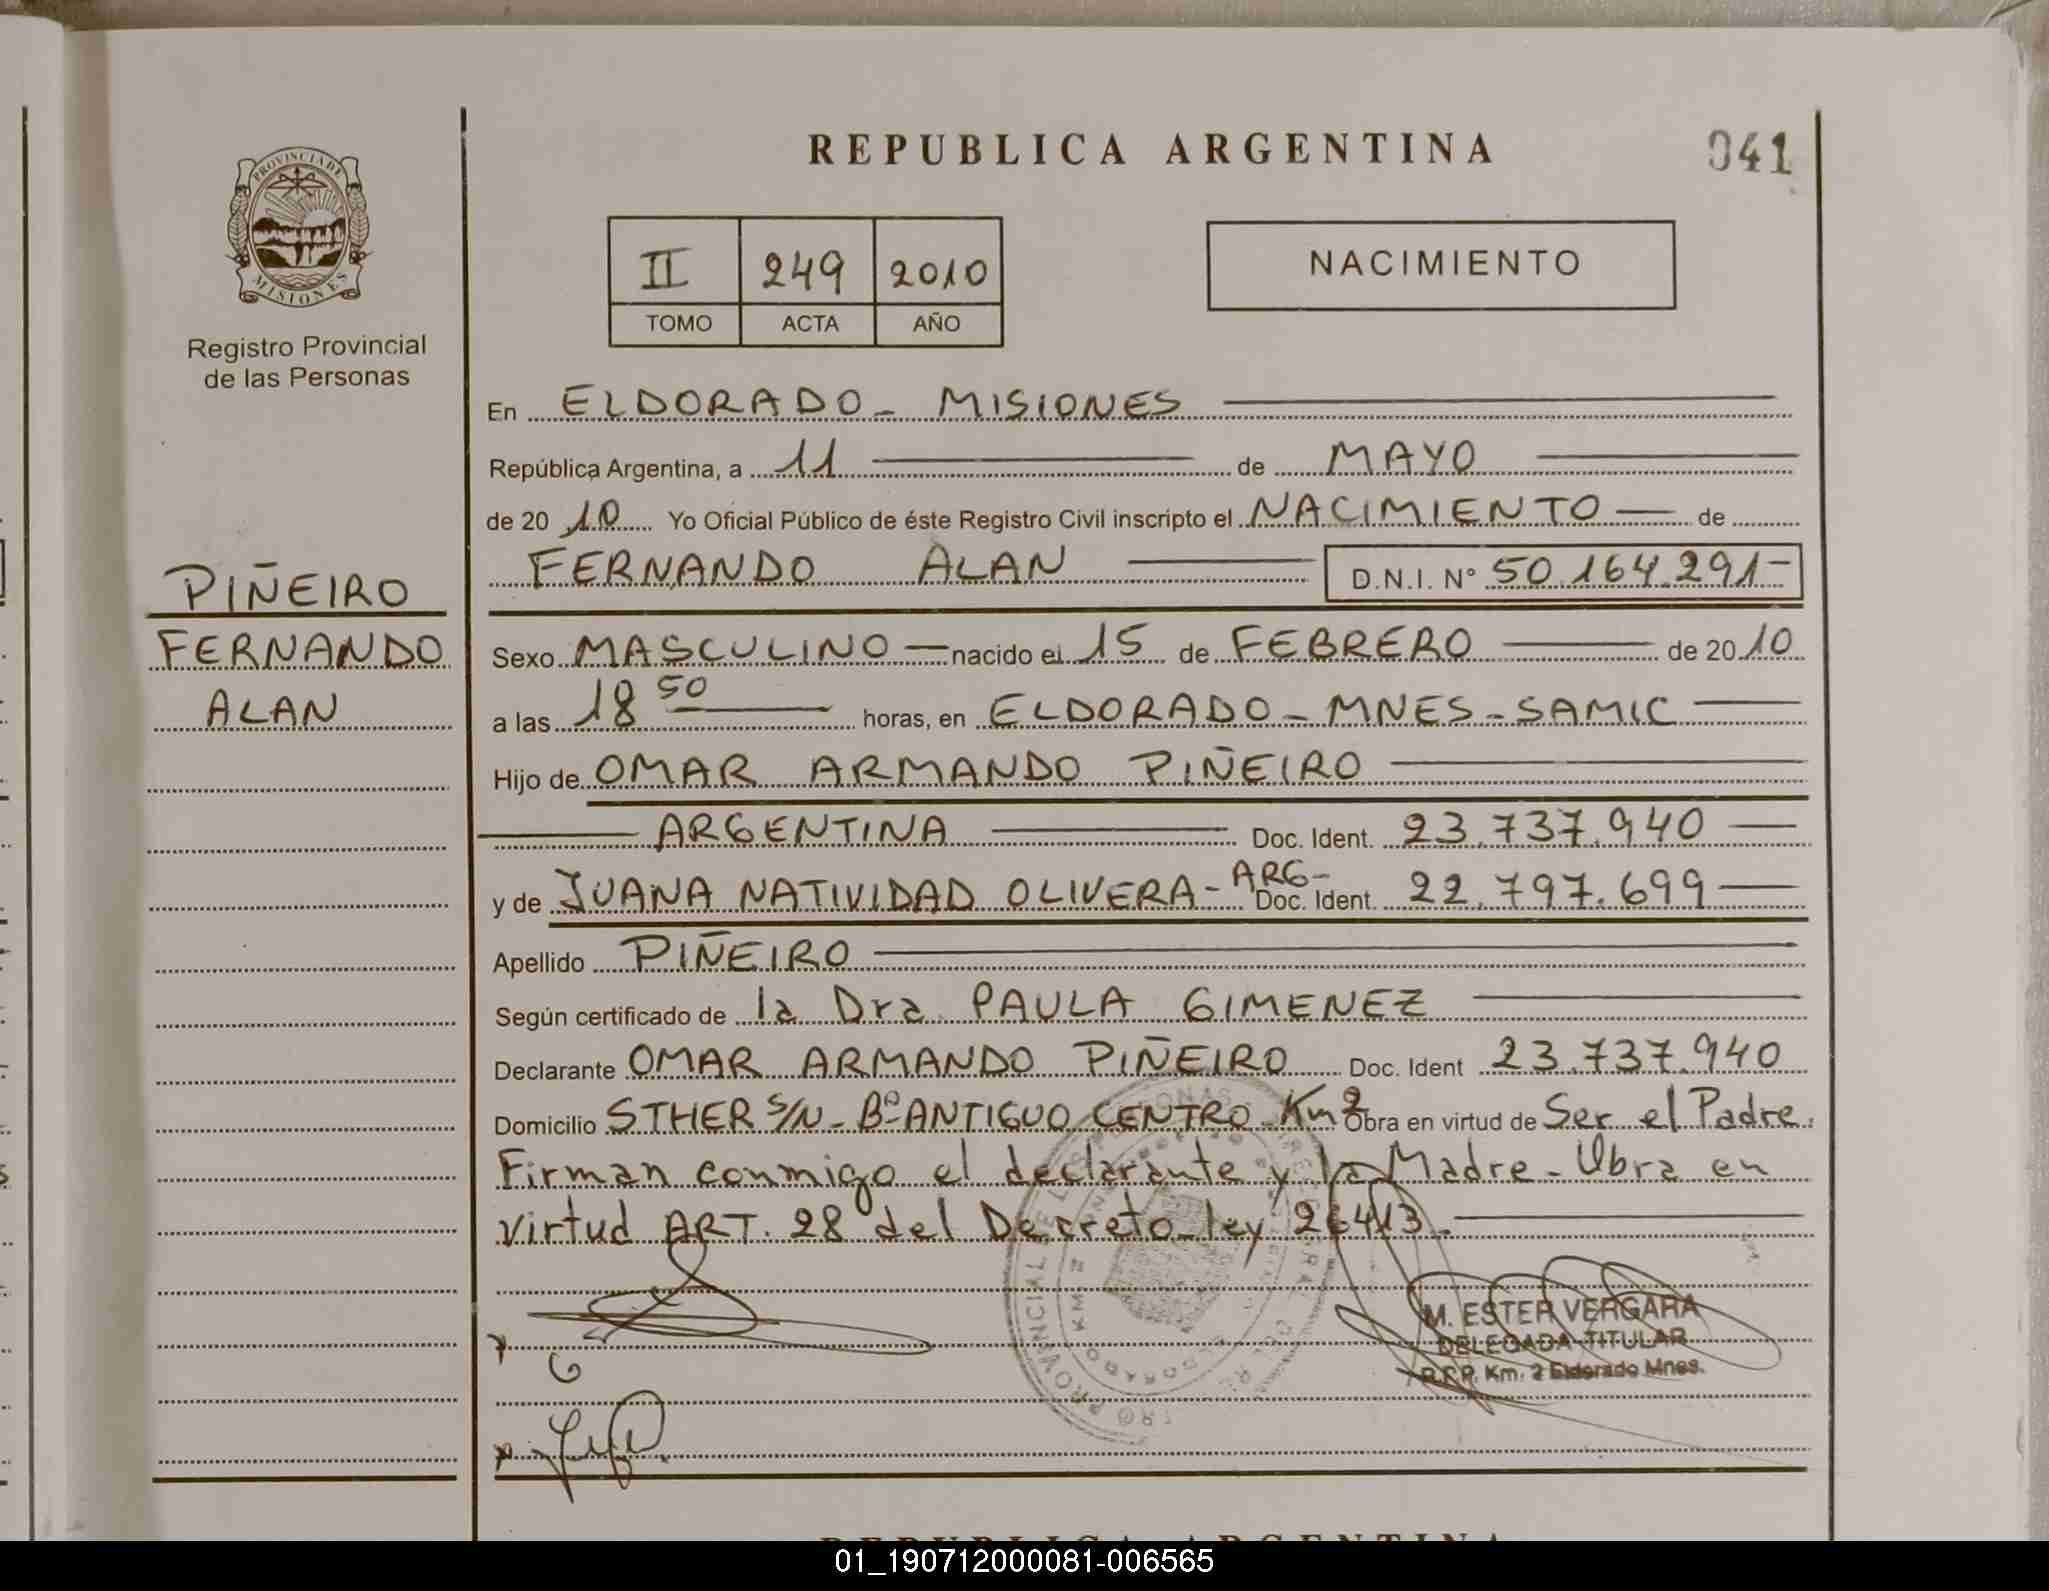 REPUBLICA ARGENTINA
041
PROVINCIA DE
MISIONES
Registro Provincial
de las Personas
PIÑEIRO
FERNANDO
ALAN
II 249 2010
TOMO ACTA AÑO
NACIMIENTO
En ELDORADO - MISIONES
República Argentina, a 11 de MAYO
de 20 10 Yo Oficial Público de éste Registro Civil inscripto el NACIMIENTO de
FERNANDO ALAN D.N.I. N° 50.164.291-
Sexo MASCULINO nacido el 15 de FEBRERO de 20 10
a las 18 50 horas, en ELDORADO - MNES - SAMIC
Hijo de OMAR ARMANDO PIÑEIRO
ARGENTINA Doc. Ident. 23.737.940
y de JUANA NATIVIDAD OLIVERA - ARG - Doc. Ident. 22.797.699
Apellido PIÑEIRO
Según certificado de la Dra PAULA GIMENEZ
Declarante OMAR ARMANDO PIÑEIRO Doc. Ident 23.737.940
Domicilio STHER S/N - Bº ANTIGUO CENTRO Km 2 Obra en virtud de Ser el Padre.
Firman conmigo el declarante y la Madre - Obra en
virtud ART. 28 del Decreto-ley 26413.
M. ESTER VERGARA
DELEGADA TITULAR
R.P.P. Km. 2 Eldorado Mnes.
REPUBLICA ARGENTINA
01_190712000081-006565